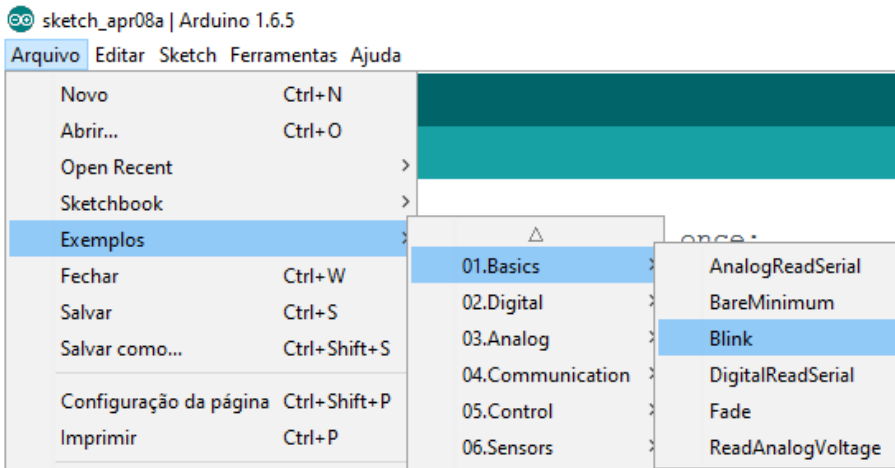 sketch_apr08a | Arduino 1.6.5
Arquivo Editar Sketch Ferramentas Ajuda
Novo Ctrl+N
Abrir... Ctrl+O
Open Recent
Sketchbook
Exemplos
Fechar Ctrl+W
Salvar Ctrl+S
Salvar como... Ctrl+Shift+S
Configuração da página Ctrl+Shift+P
Imprimir Ctrl+P
01.Basics
02.Digital
03.Analog
04.Communication
05.Control
06.Sensors
once:
AnalogReadSerial
BareMinimum
Blink
DigitalReadSerial
Fade
ReadAnalogVoltage